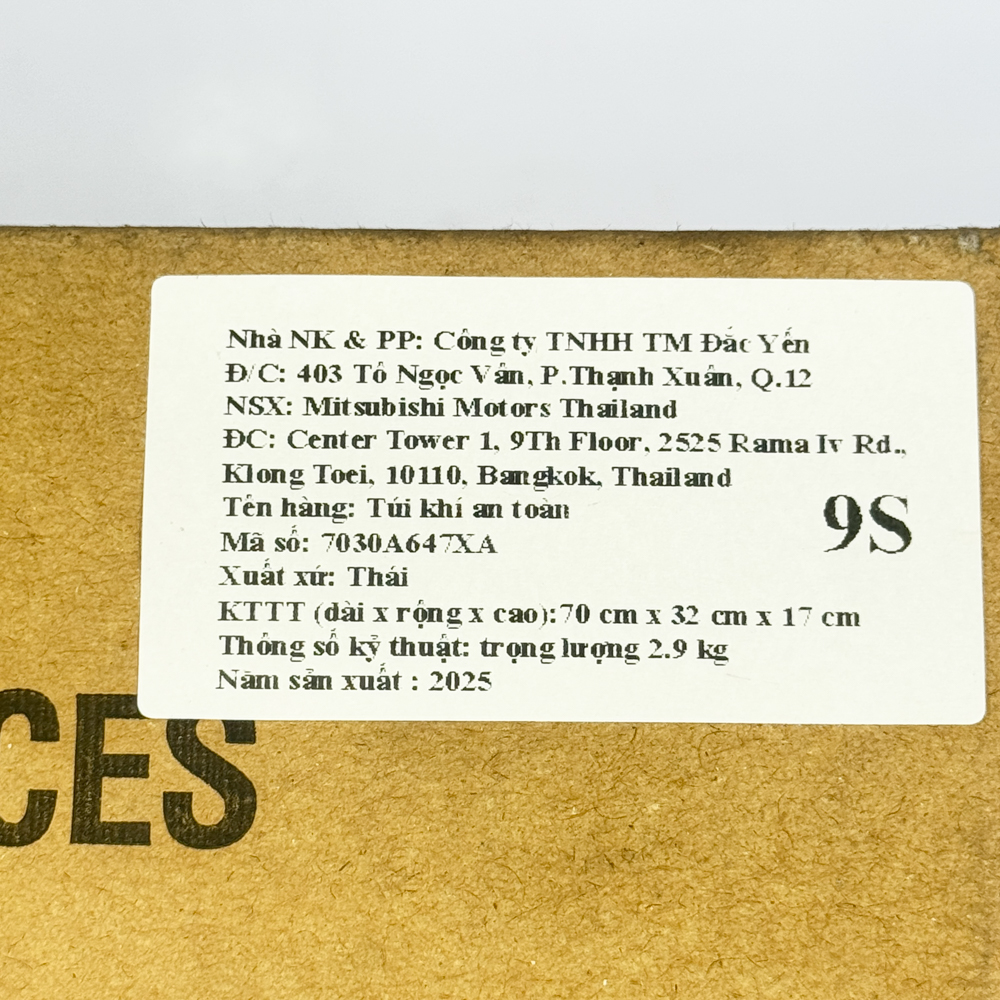 Nhà NK & PP: Công ty TNHH TM Đắc Yến
Đ/C: 403 Tô Ngọc Vân, P.Thạnh Xuân, Q.12
NSX: Mitsubishi Motors Thailand
ĐC: Center Tower 1, 9Th Floor, 2525 Rama Iv Rd.,
Klong Toei, 10110, Bangkok, Thailand
Tên hàng: Túi khí an toàn
Mã số: 7030A647XA
9S
Xuất xứ: Thái
KTTT (dài x rộng x cao):70 cm x 32 cm x 17 cm
Thông số kỹ thuật: trọng lượng 2.9 kg
Năm sản xuất : 2025
CES